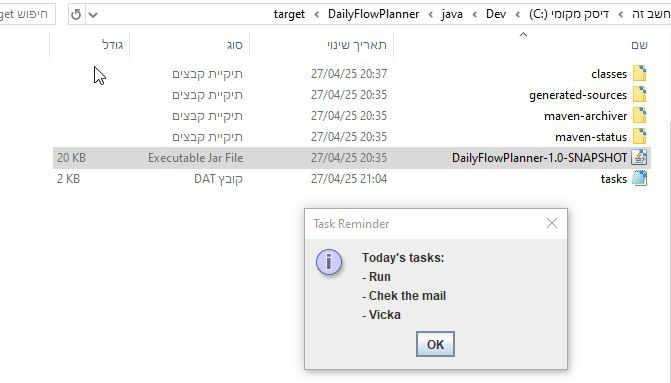 חשב זה › דיסק מקומי (C:) › Dev › java › DailyFlowPlanner › target
חיפוש get
שם תאריך שינוי סוג גודל
classes 27/04/25 20:37 תיקיית קבצים
generated-sources 27/04/25 20:35 תיקיית קבצים
maven-archiver 27/04/25 20:35 תיקיית קבצים
maven-status 27/04/25 20:35 תיקיית קבצים
DailyFlowPlanner-1.0-SNAPSHOT 27/04/25 20:35 Executable Jar File 20 KB
tasks 27/04/25 21:04 קובץ DAT 2 KB
Task Reminder
Today's tasks:
- Run
- Chek the mail
- Vicka
OK